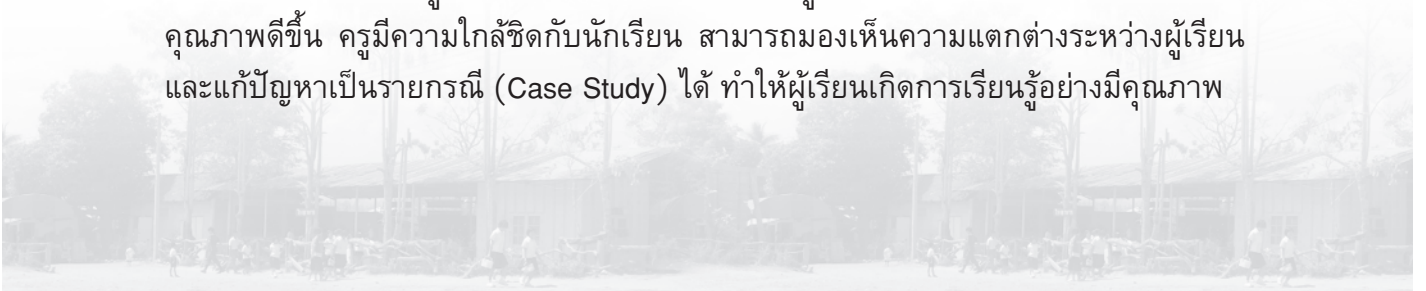 คุณภาพดีขึ้น ครูมีความใกล้ชิดกับนักเรียน สามารถมองเห็นความแตกต่างระหว่างผู้เรียน
และแก้ปัญหาเป็นรายกรณี (Case Study) ได้ ทำให้ผู้เรียนเกิดการเรียนรู้อย่างมีคุณภาพ